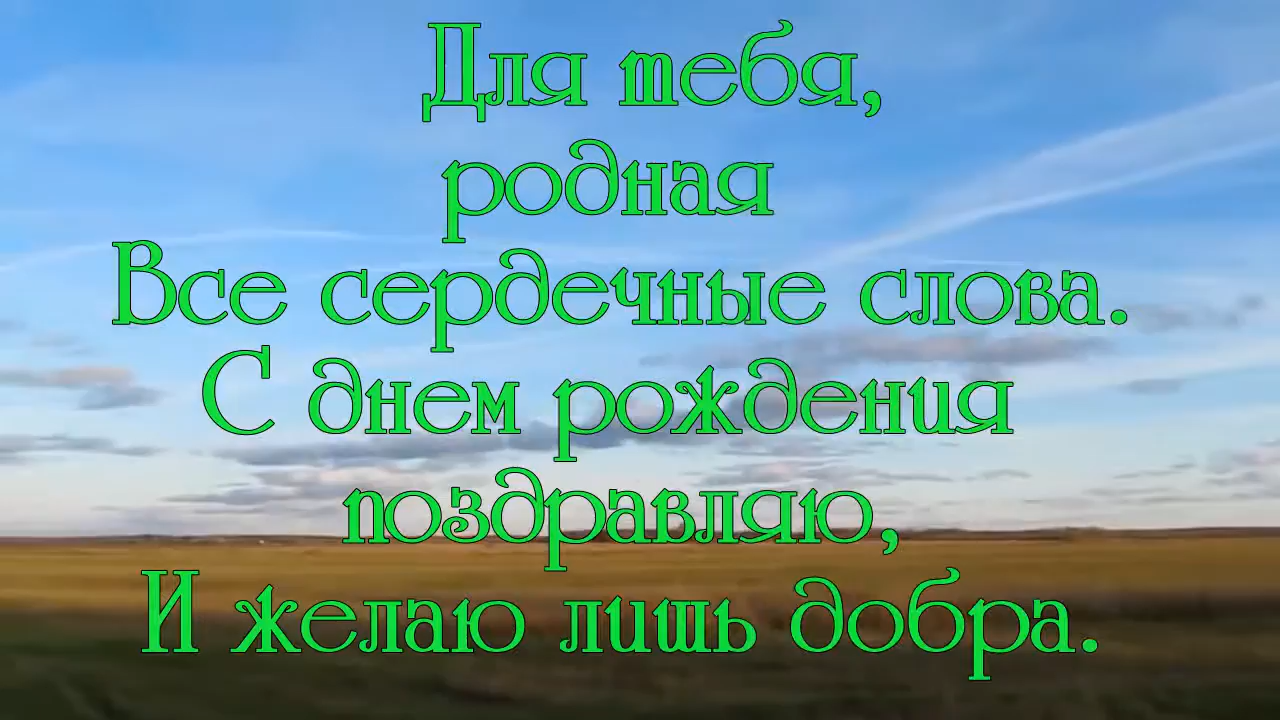 Для тебя,
родная
Все сердечные слова.
С днем рождения
поздравляю,
И желаю лишь добра.